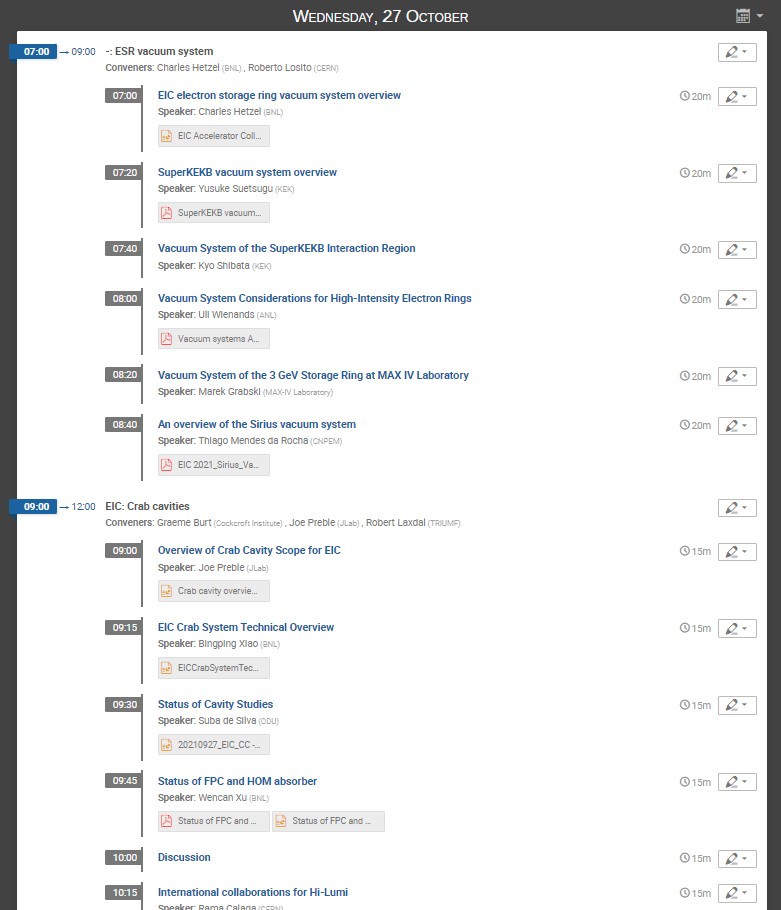 Wednesday, 27 October
07:00 → 09:00 -: ESR vacuum system
Conveners: Charles Hetzel (BNL) , Roberto Losito (CERN)
07:00 EIC electron storage ring vacuum system overview 20m
Speaker: Charles Hetzel (BNL)
EIC Accelerator Coll...
07:20 SuperKEKB vacuum system overview 20m
Speaker: Yusuke Suetsugu (KEK)
SuperKEKB vacuum...
07:40 Vacuum System of the SuperKEKB Interaction Region 20m
Speaker: Kyo Shibata (KEK)
08:00 Vacuum System Considerations for High-Intensity Electron Rings 20m
Speaker: Uli Wienands (ANL)
Vacuum systems A...
08:20 Vacuum System of the 3 GeV Storage Ring at MAX IV Laboratory 20m
Speaker: Marek Grabski (MAX-IV Laboratory)
08:40 An overview of the Sirius vacuum system 20m
Speaker: Thiago Mendes da Rocha (CNPEM)
EIC 2021_Sirius_Va...
09:00 → 12:00 EIC: Crab cavities
Conveners: Graeme Burt (Cockcroft Institute) , Joe Preble (JLab) , Robert Laxdal (TRIUMF)
09:00 Overview of Crab Cavity Scope for EIC 15m
Speaker: Joe Preble (JLab)
Crab cavity overvie...
09:15 EIC Crab System Technical Overview 15m
Speaker: Bingping Xiao (BNL)
EICCrabSystemTec...
09:30 Status of Cavity Studies 15m
Speaker: Suba de Silva (ODU)
20210927_EIC_CC -...
09:45 Status of FPC and HOM absorber 15m
Speaker: Wencan Xu (BNL)
Status of FPC and ... Status of FPC and ...
10:00 Discussion 15m
10:15 International collaborations for Hi-Lumi 15m
Speaker: Rama Calaga (CERN)